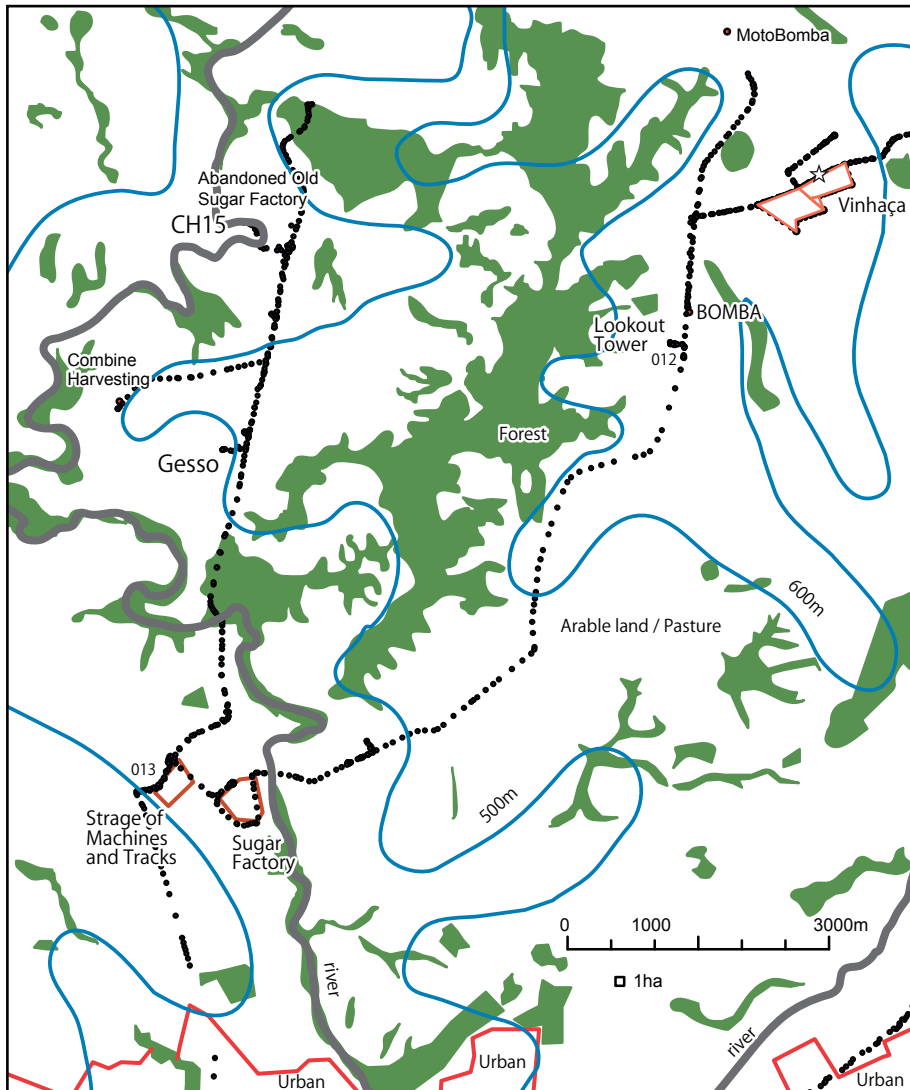 MotoBomba
Abandoned Old
Sugar Factory
CH15
Vinhaça
BOMBA
Lookout
Tower
012
Combine
Harvesting
Forest
Gesso
600m
Arable land / Pasture
013
500m
Strage of
Machines
and Tracks
Sugar
Factory
0 1000 3000m
1ha
river
river
Urban
Urban
Urban